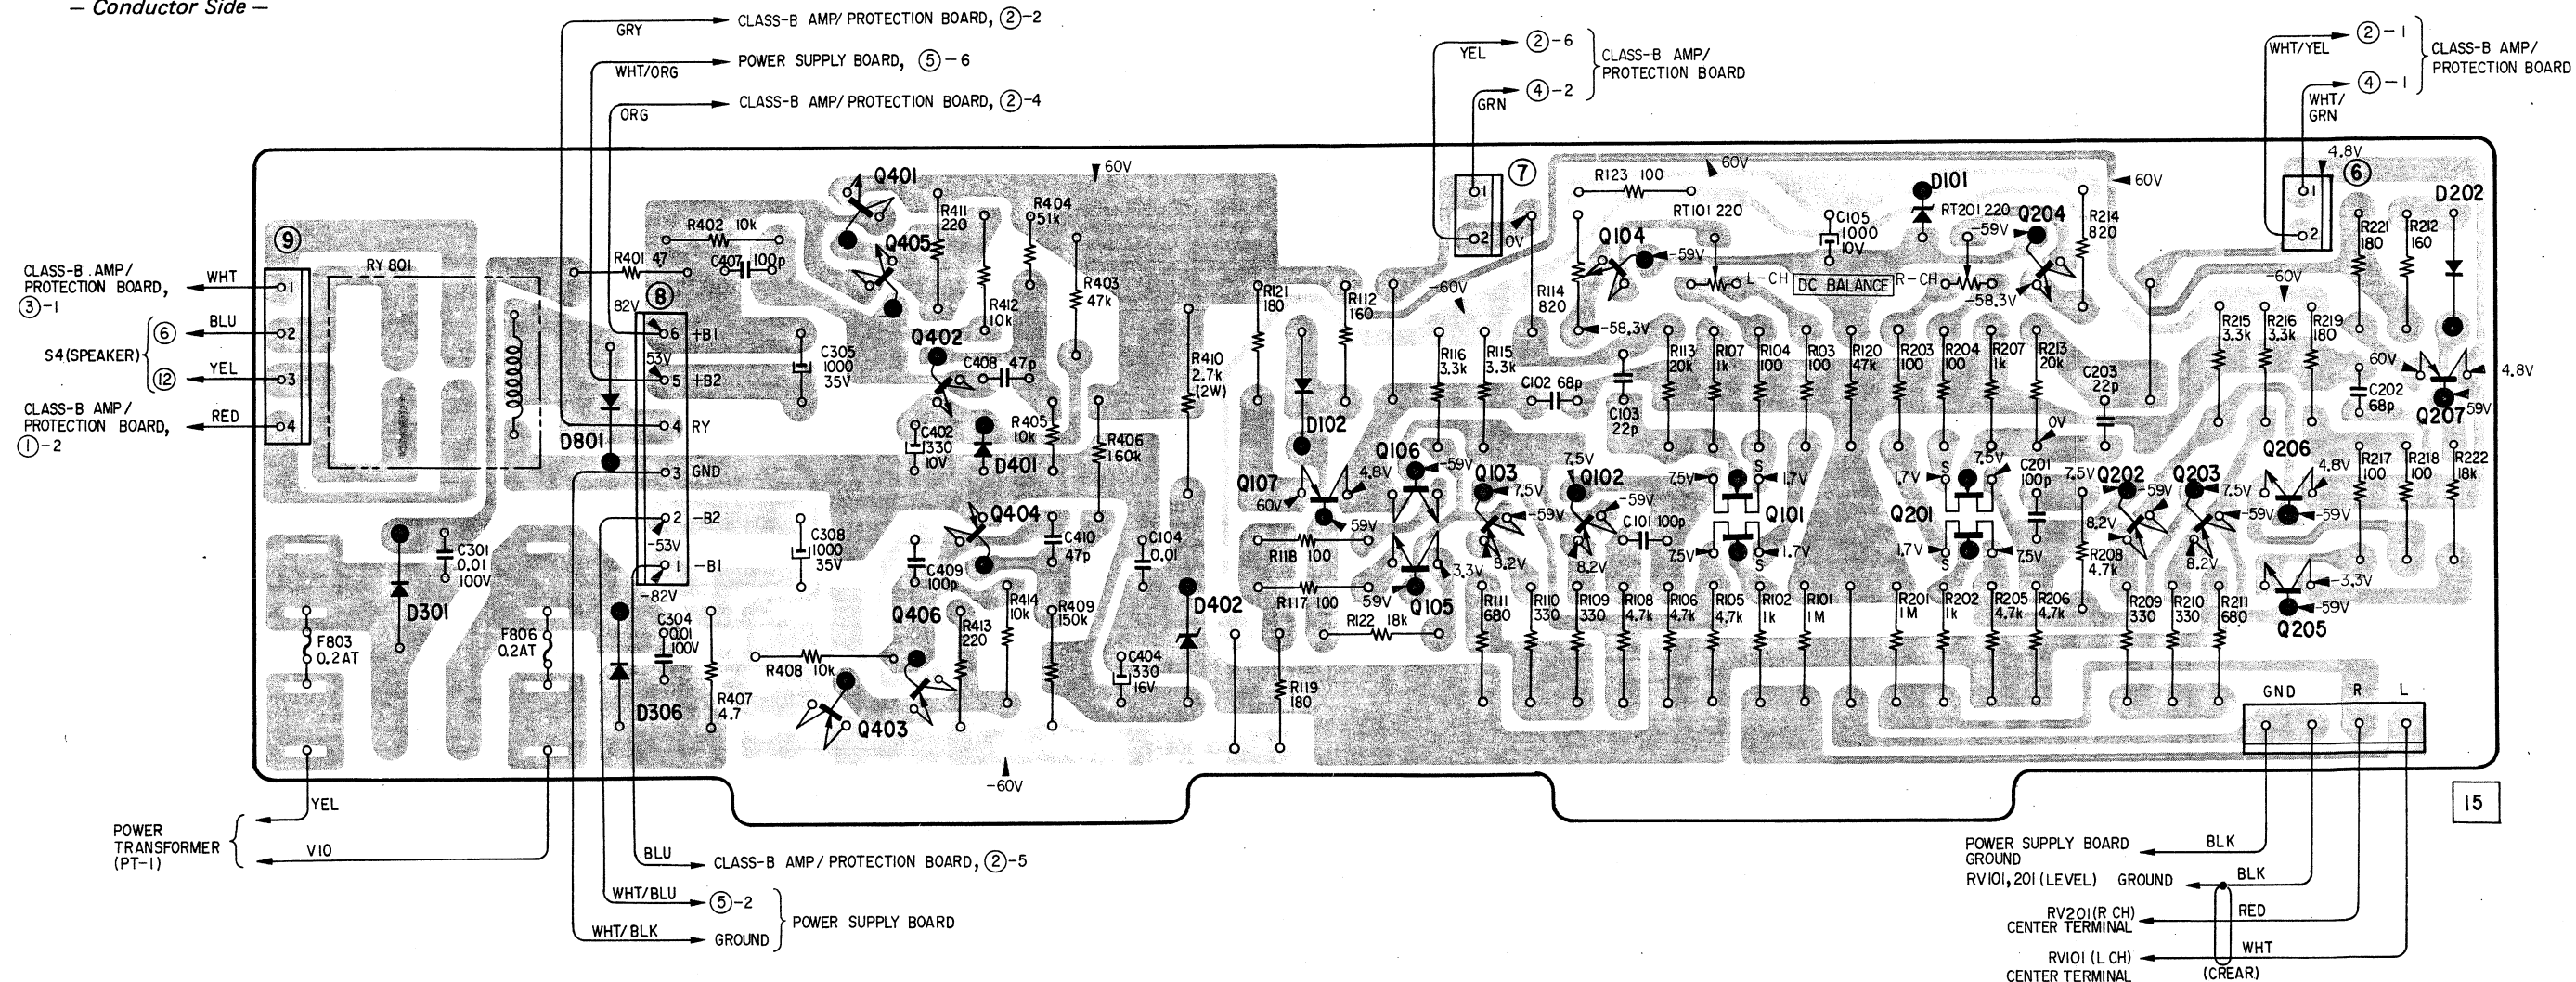 — Conductor Side —
GRY
CLASS-B AMP/ PROTECTION BOARD, ②-2
WHT/ORG
POWER SUPPLY BOARD, ⑤-6
ORG
CLASS-B AMP/ PROTECTION BOARD, ②-4
YEL
②-6
GRN
④-2
CLASS-B AMP/
PROTECTION BOARD
WHT/YEL
②-1
WHT/
GRN
④-1
CLASS-B AMP/
PROTECTION BOARD
⑨
RY 801
CLASS-B AMP/
PROTECTION BOARD,
③-1
WHT
1
S4(SPEAKER)
⑥
BLU
2
⑫
YEL
3
CLASS-B AMP/
PROTECTION BOARD,
①-2
RED
4
D801
82V
⑧
6 +B1
53V
5 +B2
4 RY
3 GND
2 -B2
-53V
1 -B1
-82V
R402 10k
R401 47
C407 100p
Q401
Q405
R411
220
R412
10k
R404
51k
R403
47k
60V
C305
1000
35V
Q402
C408 47p
C402
330
10V
D401
R405
10k
R406
160k
R410
2.7k
(2W)
C308
1000
35V
Q404
C409
100p
C410
47p
C104
0.01
D402
C301
0.01
100V
D301
F803
0.2AT
F806
0.2AT
D306
C304
0.01
100V
R407
4.7
R408 10k
Q406
Q403
R413
220
R414
10k
R409
150k
C404
330
16V
-60V
R119
180
⑦
1
2
0V
R123 100
60V
RT101 220
Q104
-59V
R114
820
-58.3V
-60V
L-CH
DC BALANCE
R-CH
C105
1000
10V
D101
RT201 220
-59V
Q204
-58.3V
R214
820
60V
⑥
1
2
4.8V
D202
R221
180
R212
160
-60V
R215
3.3k
R216
3.3k
R219
180
60V
C202
68p
4.8V
59V
Q207
R121
180
R112
160
D102
R116
3.3k
R115
3.3k
C102 68p
C103
22p
R113
20k
R107
1k
R104
100
R103
100
R120
47k
R203
100
R204
100
R207
1k
R213
20k
0V
C203
22p
Q107
60V
4.8V
59V
Q106
-59V
Q103
7.5V
-59V
8.2V
7.5V
Q102
-59V
8.2V
C101 100p
7.5V
S
1.7V
Q101
7.5V
1.7V
S
S
1.7V
7.5V
Q201
1.7V
S
7.5V
C201
100p
7.5V
Q202
-59V
8.2V
R208
4.7k
Q203
7.5V
-59V
8.2V
Q206
4.8V
-59V
R217
100
R218
100
R222
18k
R118 100
R117 100
R122 18k
-3.3V
-59V
Q105
R111
680
R110
330
R109
330
R108
4.7k
R106
4.7k
R105
4.7k
R102
1k
R101
1M
R201
1M
R202
1k
R205
4.7k
R206
4.7k
R209
330
R210
330
R211
680
-3.3V
-59V
Q205
GND R L
15
YEL
POWER
TRANSFORMER
(PT-1)
VIO
BLU
CLASS-B AMP/ PROTECTION BOARD, ②-5
WHT/BLU
⑤-2
WHT/BLK
GROUND
POWER SUPPLY BOARD
POWER SUPPLY BOARD
GROUND
BLK
RV101, 201 (LEVEL) GROUND
BLK
RV201(R CH)
CENTER TERMINAL
RED
RV101 (L CH)
CENTER TERMINAL
WHT
(CREAR)